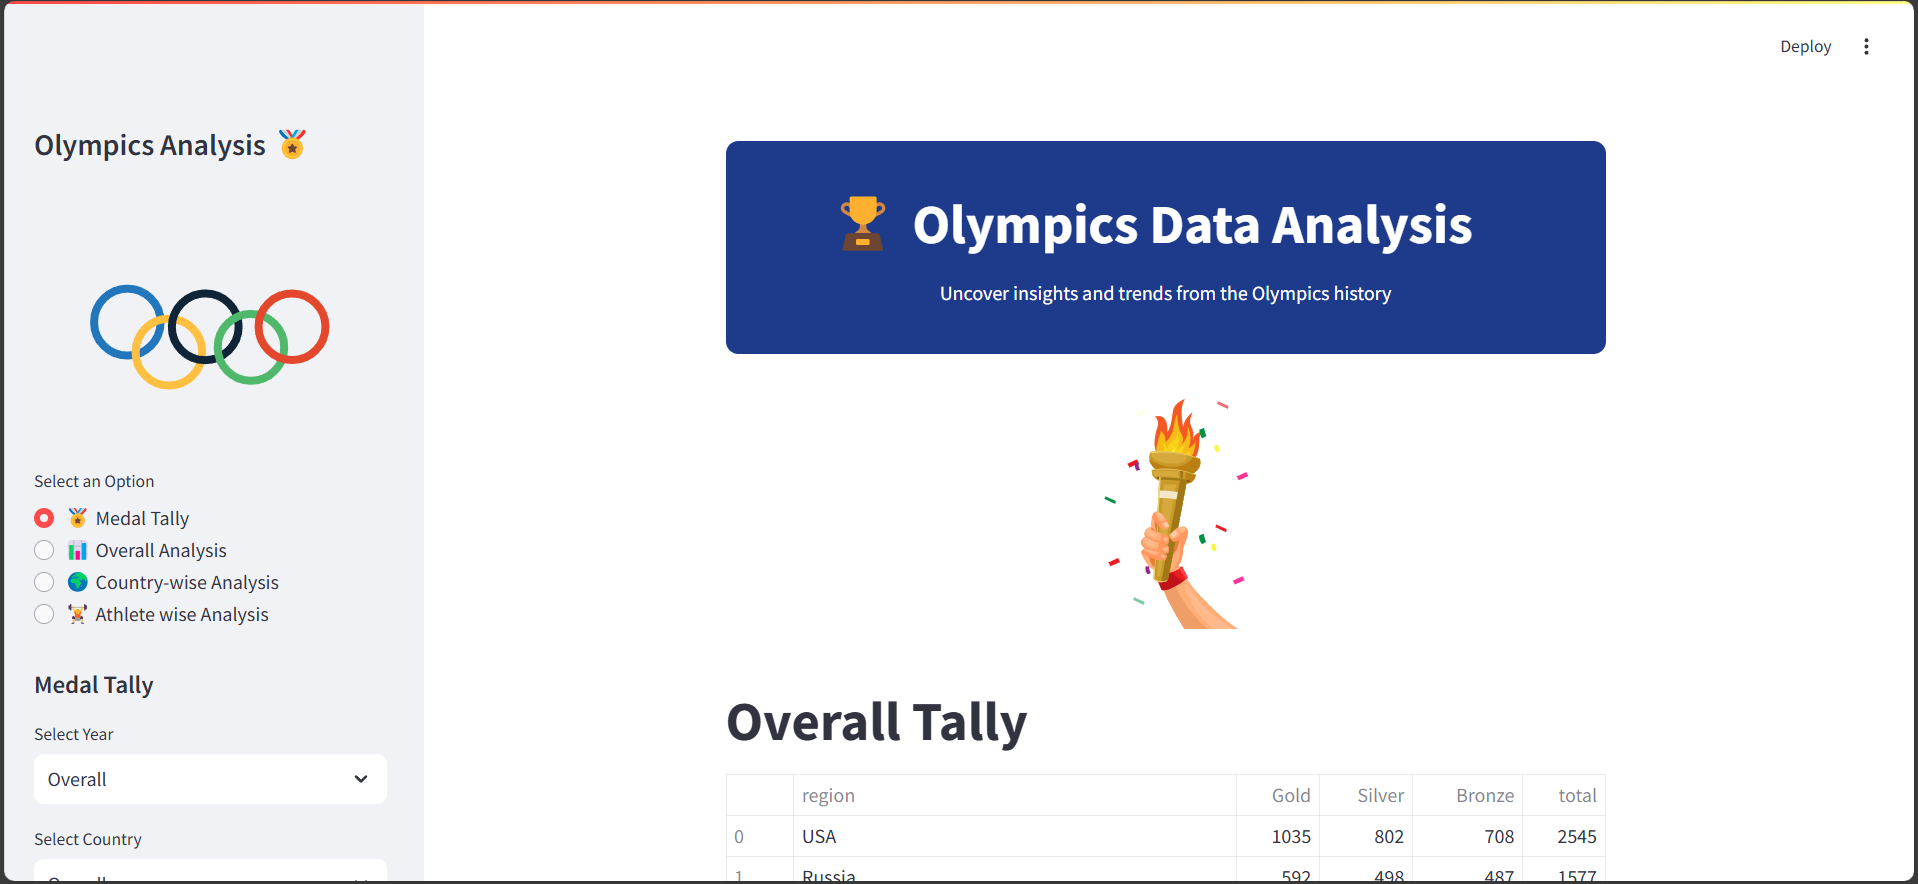 Deploy
Olympics Analysis
Select an Option
Medal Tally
Overall Analysis
Country-wise Analysis
Athlete wise Analysis
Medal Tally
Select Year
Overall
Select Country
Overall
Olympics Data Analysis
Uncover insights and trends from the Olympics history
Overall Tally
region Gold Silver Bronze total
0 USA 1035 802 708 2545
1 Russia 592 498 487 1577